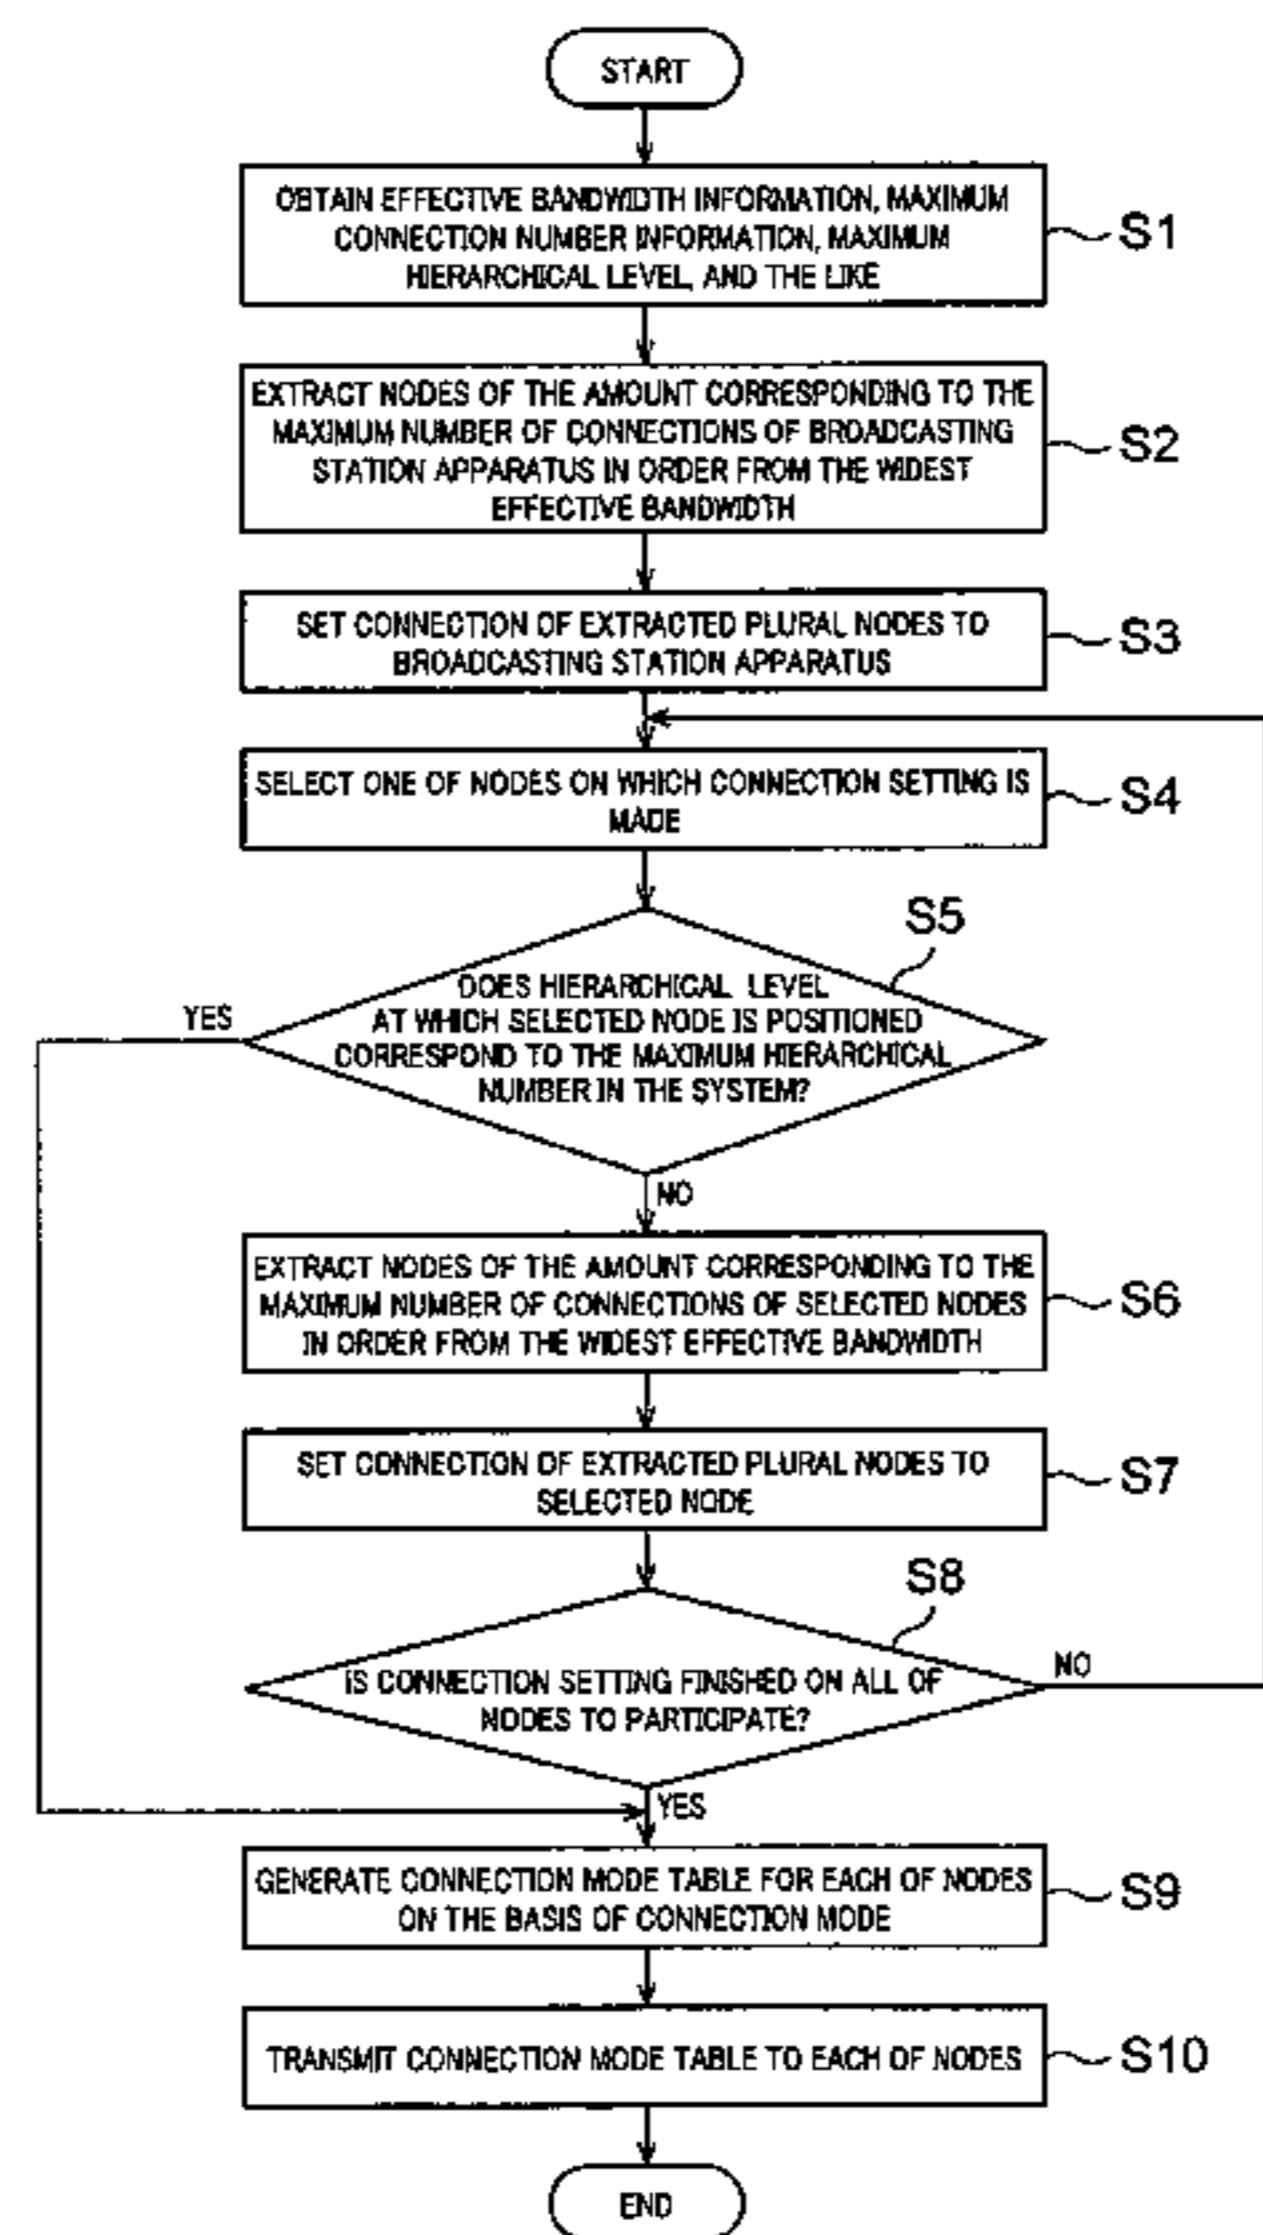 START
OBTAIN EFFECTIVE BANDWIDTH INFORMATION, MAXIMUM
CONNECTION NUMBER INFORMATION, MAXIMUM
HIERARCHICAL LEVEL, AND THE LIKE
S1
EXTRACT NODES OF THE AMOUNT CORRESPONDING TO THE
MAXIMUM NUMBER OF CONNECTIONS OF BROADCASTING
STATION APPARATUS IN ORDER FROM THE WIDEST
EFFECTIVE BANDWIDTH
S2
SET CONNECTION OF EXTRACTED PLURAL NODES TO
BROADCASTING STATION APPARATUS
S3
SELECT ONE OF NODES ON WHICH CONNECTION SETTING IS
MADE
S4
S5
DOES HIERARCHICAL LEVEL
AT WHICH SELECTED NODE IS POSITIONED
CORRESPOND TO THE MAXIMUM HIERARCHICAL
NUMBER IN THE SYSTEM?
YES
NO
EXTRACT NODES OF THE AMOUNT CORRESPONDING TO THE
MAXIMUM NUMBER OF CONNECTIONS OF SELECTED NODES
IN ORDER FROM THE WIDEST EFFECTIVE BANDWIDTH
S6
SET CONNECTION OF EXTRACTED PLURAL NODES TO
SELECTED NODE
S7
S8
IS CONNECTION SETTING FINISHED ON ALL OF
NODES TO PARTICIPATE?
NO
YES
GENERATE CONNECTION MODE TABLE FOR EACH OF NODES
ON THE BASIS OF CONNECTION MODE
S9
TRANSMIT CONNECTION MODE TABLE TO EACH OF NODES
S10
END